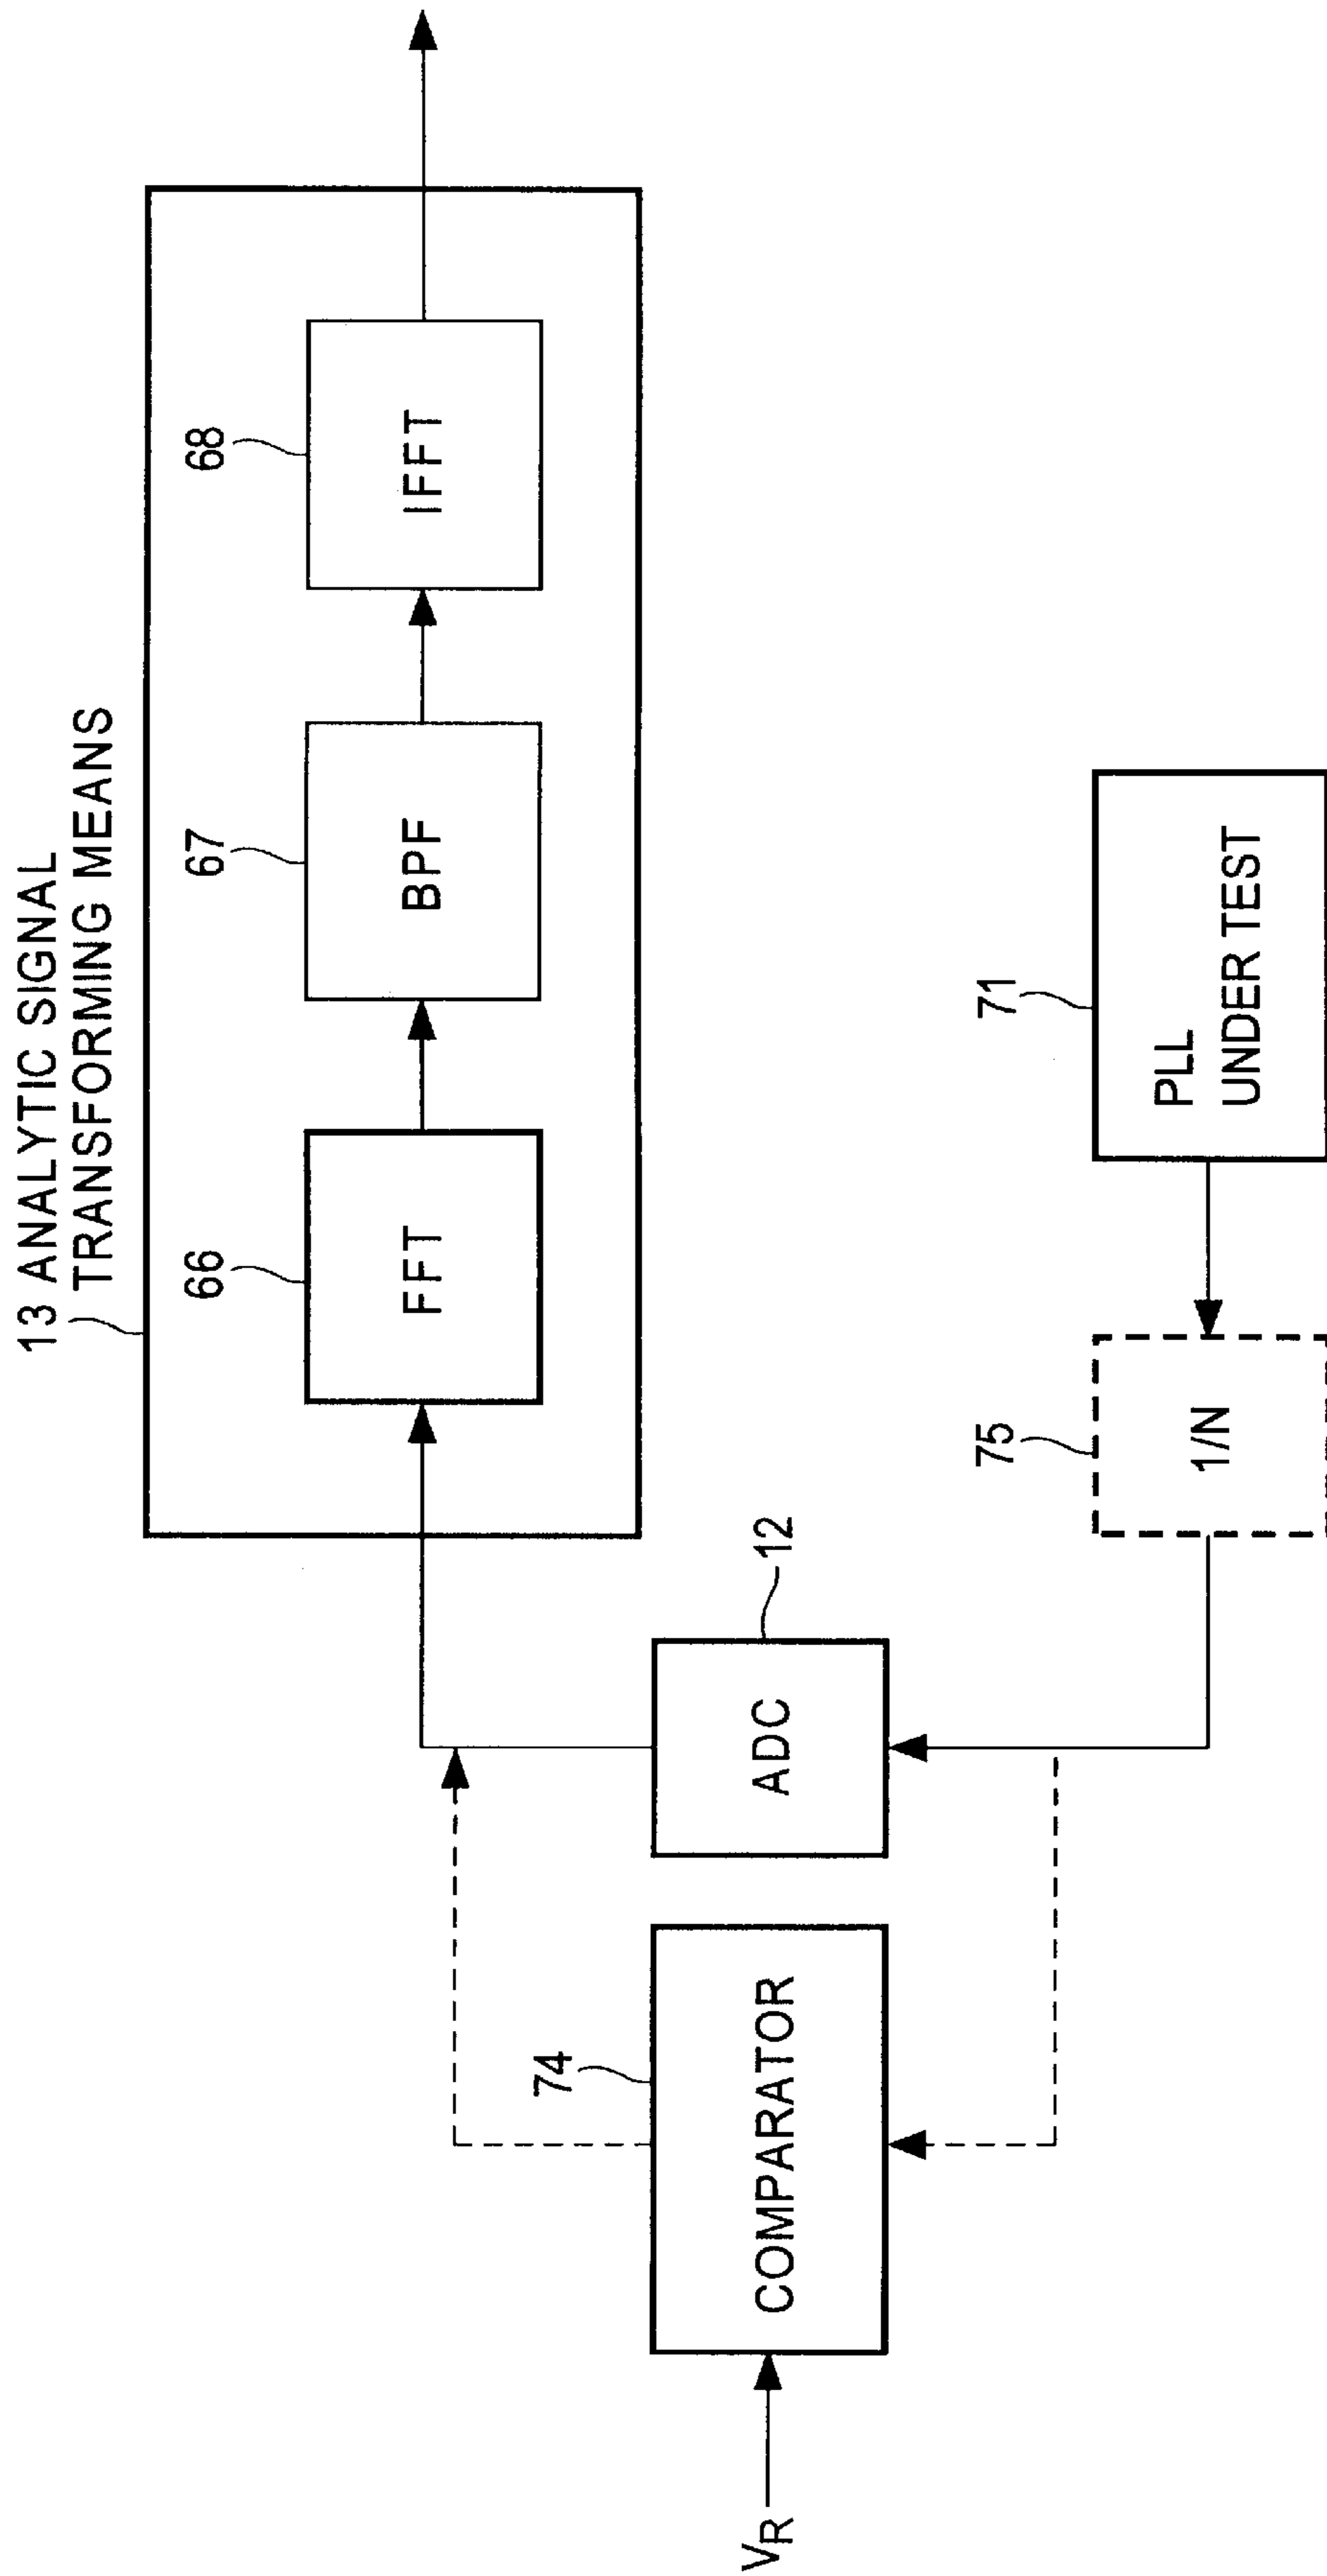 13 ANALYTIC SIGNAL
TRANSFORMING MEANS
66
67
68
FFT
BPF
IFFT
74
12
COMPARATOR
ADC
VR
75
71
1/N
PLL
UNDER TEST